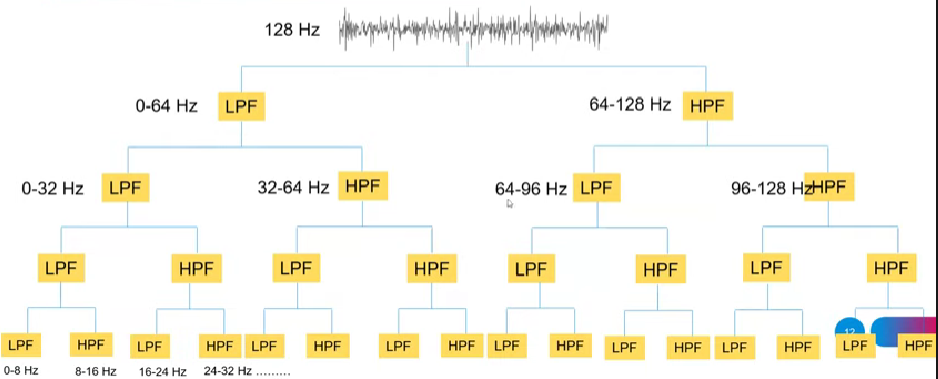 128 Hz
0-64 Hz LPF 64-128 Hz HPF
0-32 Hz LPF 32-64 Hz HPF 64-96 Hz LPF 96-128 Hz HPF
LPF HPF LPF HPF LPF HPF LPF HPF
12
LPF HPF LPF HPF LPF HPF LPF HPF LPF HPF LPF HPF LPF HPF LPF HPF
0-8 Hz 8-16 Hz 16-24 Hz 24-32 Hz .........